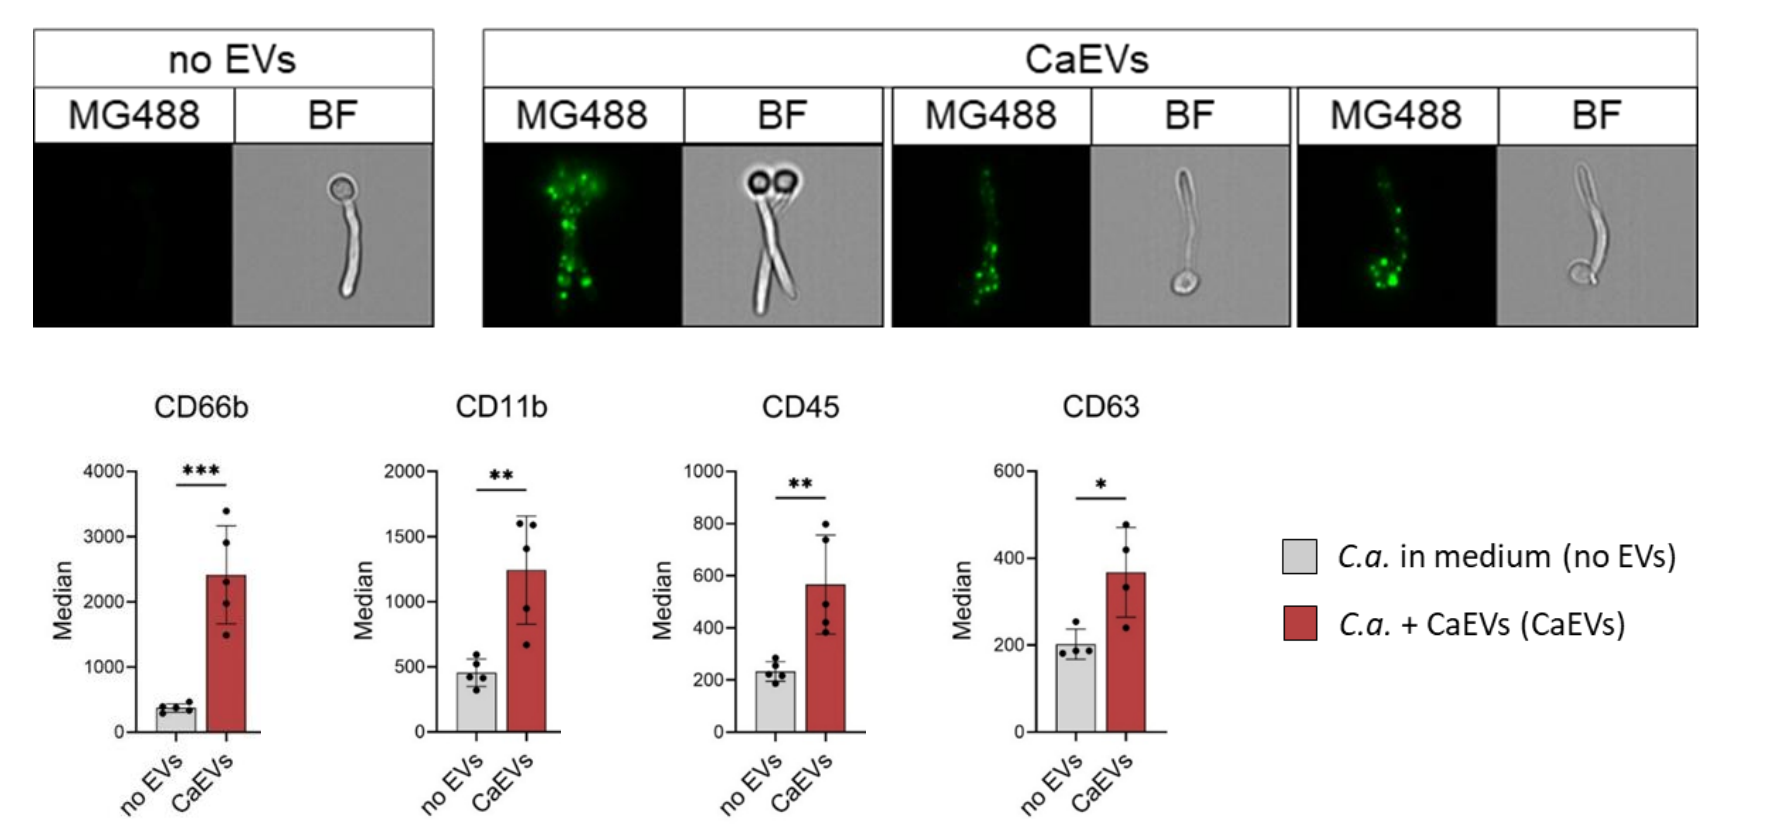 no EVs
CaEVs
MG488 BF MG488 BF MG488 BF MG488 BF
CD66b CD11b CD45 CD63
4000
3000
2000
1000
0
Median
***
no EVs
CaEVs
2000
1500
1000
500
0
Median
**
no EVs
CaEVs
1000
800
600
400
200
0
Median
**
no EVs
CaEVs
600
400
200
0
Median
*
no EVs
CaEVs
C.a. in medium (no EVs)
C.a. + CaEVs (CaEVs)